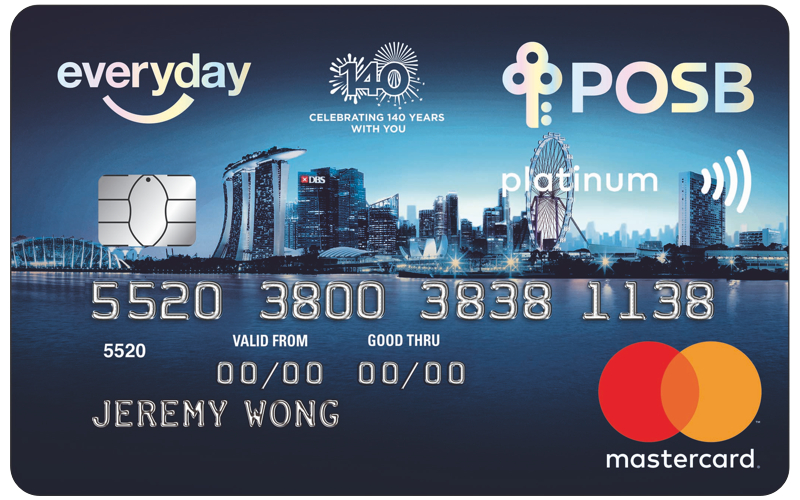 everyday
140
CELEBRATING 140 YEARS
WITH YOU
POSB
DBS
platinum
5520 3800 3838 1138
5520
VALID FROM GOOD THRU
00/00 00/00
JEREMY WONG
mastercard.